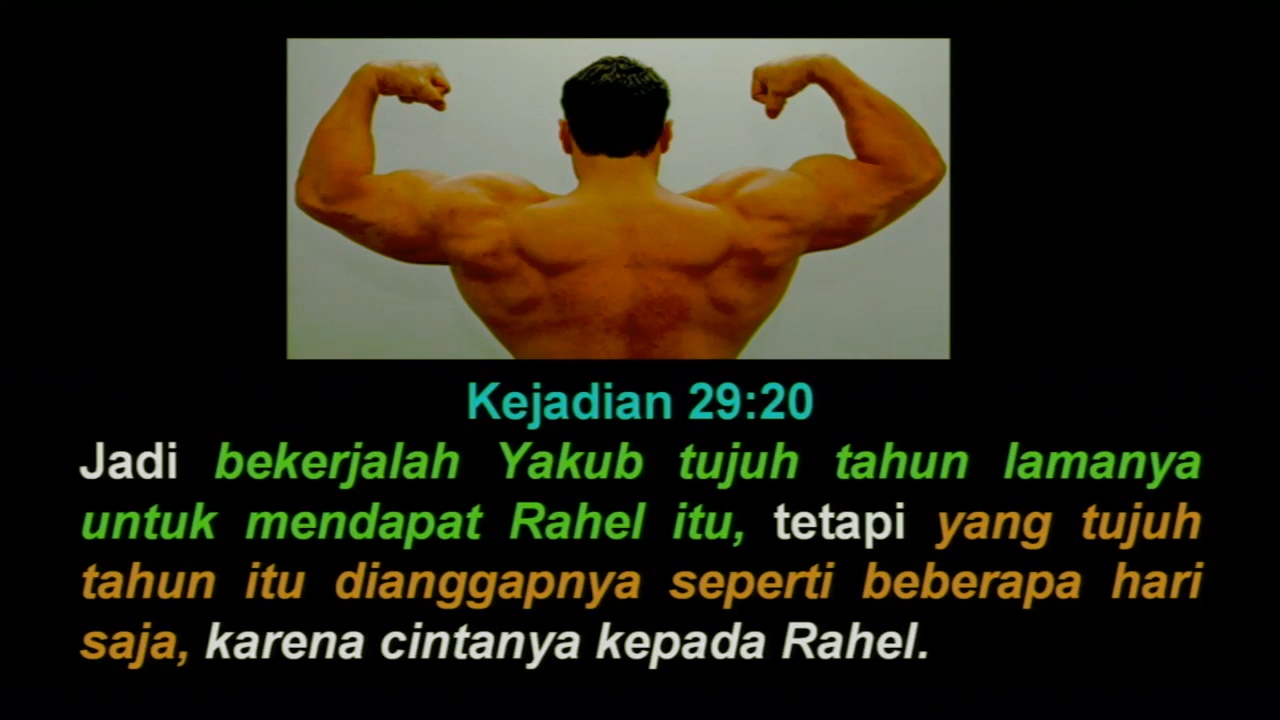 Kejadian 29:20
Jadi bekerjalah Yakub tujuh tahun lamanya
untuk mendapat Rahel itu, tetapi yang tujuh
tahun itu dianggapnya seperti beberapa hari
saja, karena cintanya kepada Rahel.